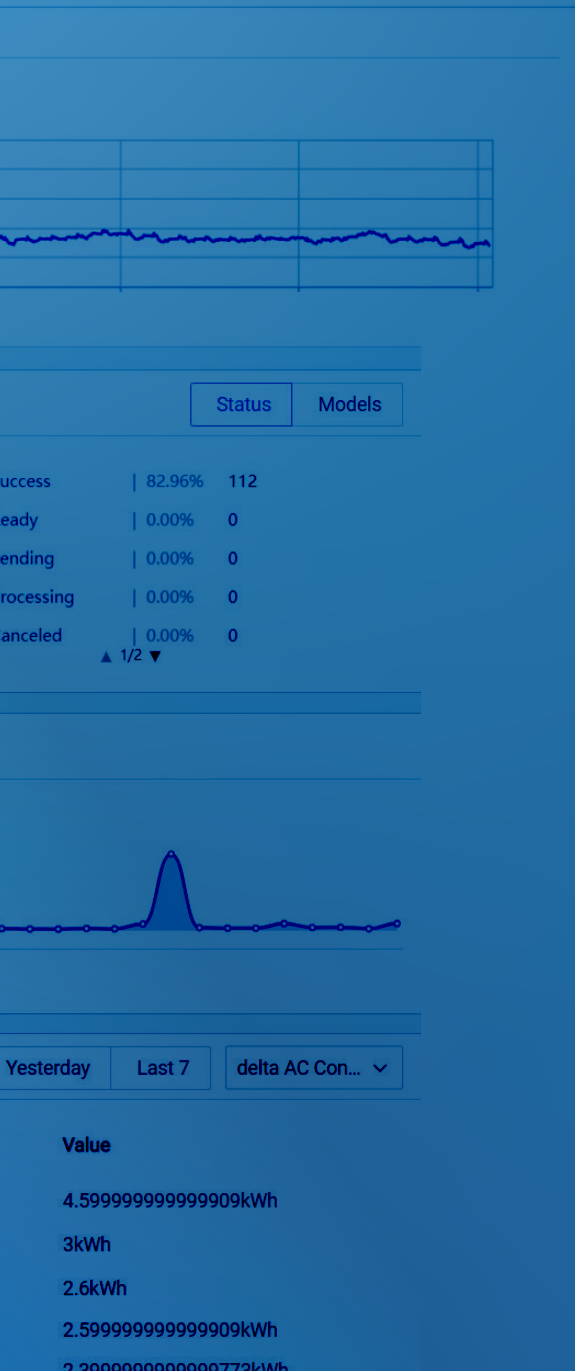 Status Models
uccess | 82.96% 112
eady | 0.00% 0
ending | 0.00% 0
rocessing | 0.00% 0
anceled | 0.00% 0
▲ 1/2 ▼
Yesterday Last 7 delta AC Con... 
Value
4.599999999999909kWh
3kWh
2.6kWh
2.599999999999909kWh